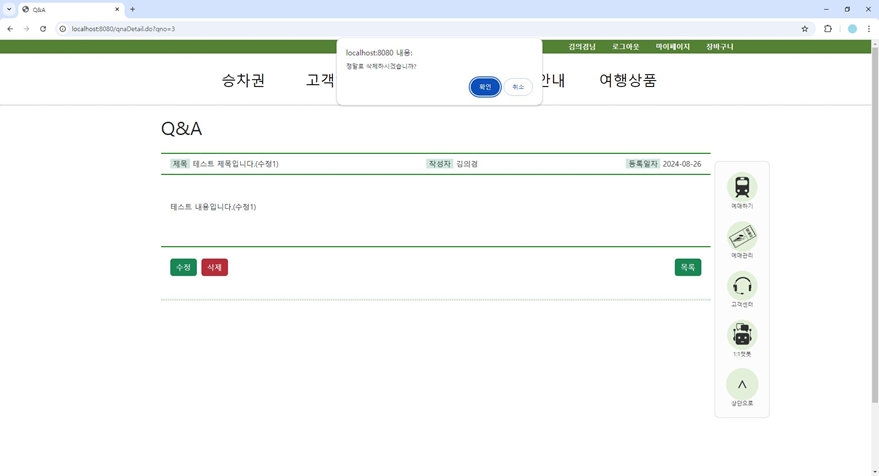 Q&A
localhost:8080/qnaDetail.do?qno=3
김의겸님 로그아웃 마이페이지 장바구니
localhost:8080 내용:
정말로 삭제하시겠습니까?
확인 취소
승차권 고객 안내 여행상품
Q&A
제목 테스트 제목입니다.(수정1) 작성자 김의겸 등록일자 2024-08-26
테스트 내용입니다.(수정1)
수정 삭제 목록
예매하기
예매관리
고객센터
1:1챗봇
상단으로